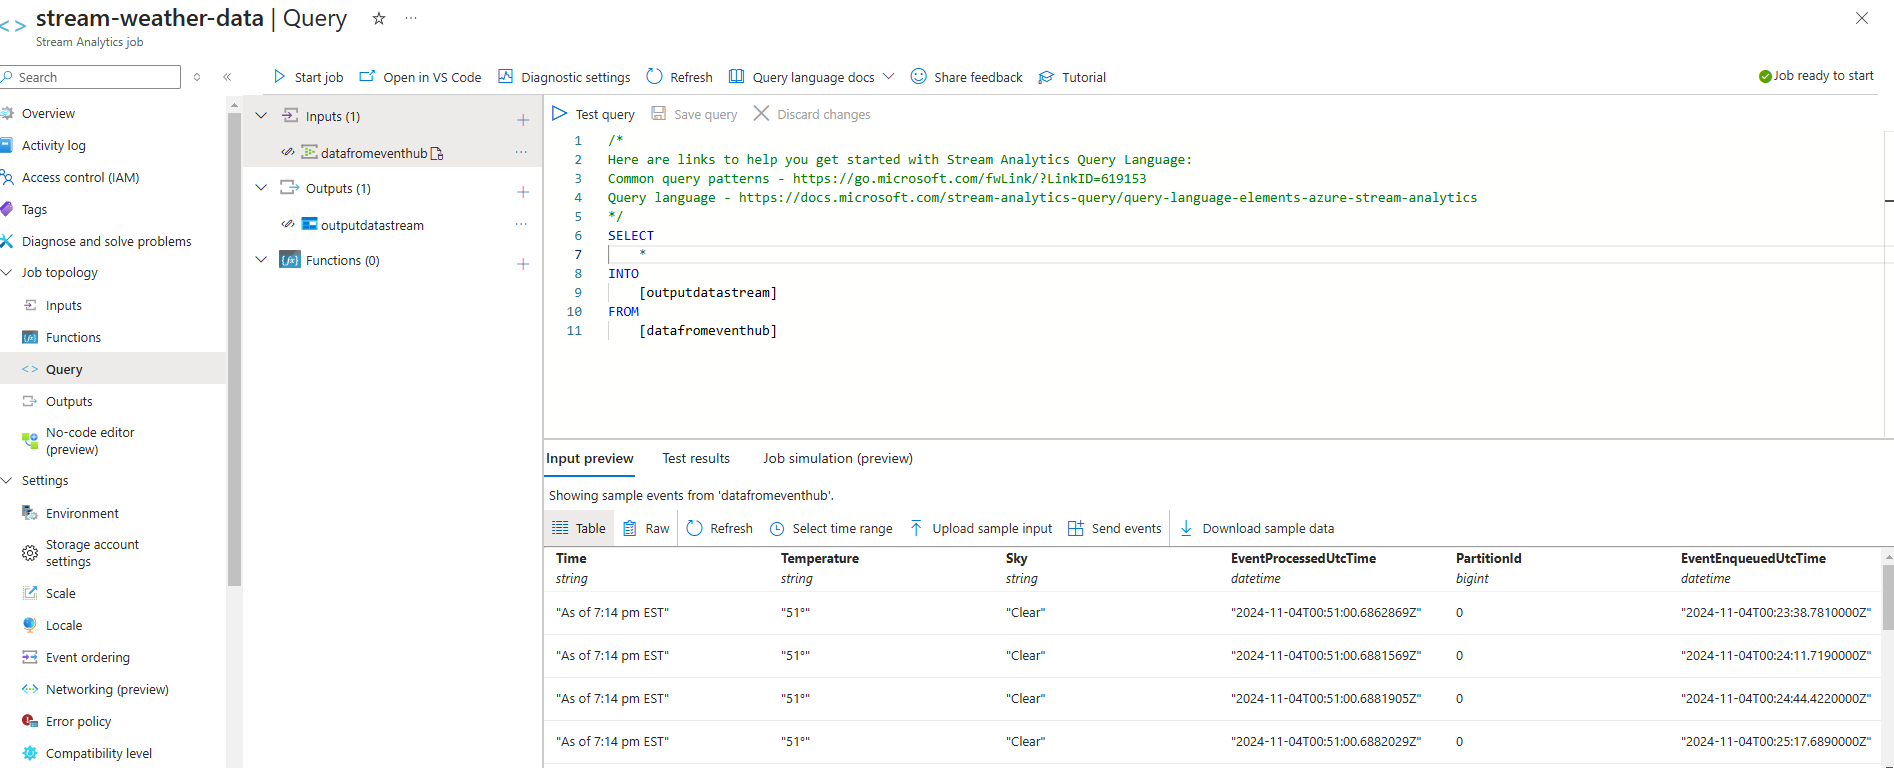 stream-weather-data | Query
Stream Analytics job
Search
Start job
Open in VS Code
Diagnostic settings
Refresh
Query language docs
Share feedback
Tutorial
Job ready to start
Overview
Activity log
Access control (IAM)
Tags
Diagnose and solve problems
Job topology
Inputs
Functions
Query
Outputs
No-code editor
(preview)
Settings
Environment
Storage account
settings
Scale
Locale
Event ordering
Networking (preview)
Error policy
Compatibility level
Inputs (1)
datafromeventhub
Outputs (1)
outputdatastream
Functions (0)
Test query
Save query
Discard changes
1 /*
2 Here are links to help you get started with Stream Analytics Query Language:
3 Common query patterns - https://go.microsoft.com/fwLink/?LinkID=619153
4 Query language - https://docs.microsoft.com/stream-analytics-query/query-language-elements-azure-stream-analytics
5 */
6 SELECT
7 *
8 INTO
9 [outputdatastream]
10 FROM
11 [datafromeventhub]
Input preview
Test results
Job simulation (preview)
Showing sample events from 'datafromeventhub'.
Table
Raw
Refresh
Select time range
Upload sample input
Send events
Download sample data
Time Temperature Sky EventProcessedUtcTime PartitionId EventEnqueuedUtcTime
string string string datetime bigint datetime
"As of 7:14 pm EST" "51°" "Clear" "2024-11-04T00:51:00.6862869Z" 0 "2024-11-04T00:23:38.7810000Z"
"As of 7:14 pm EST" "51°" "Clear" "2024-11-04T00:51:00.6881569Z" 0 "2024-11-04T00:24:11.7190000Z"
"As of 7:14 pm EST" "51°" "Clear" "2024-11-04T00:51:00.6881905Z" 0 "2024-11-04T00:24:44.4220000Z"
"As of 7:14 pm EST" "51°" "Clear" "2024-11-04T00:51:00.6882029Z" 0 "2024-11-04T00:25:17.6890000Z"